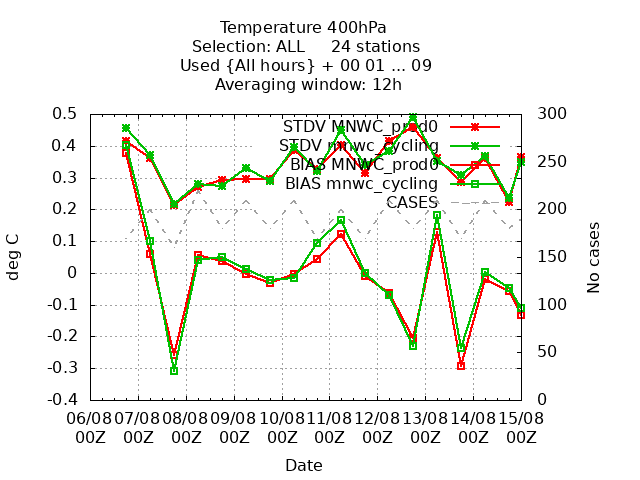 Temperature 400hPa
Selection: ALL 24 stations
Used {All hours} + 00 01 ... 09
Averaging window: 12h
0.5
0.4
0.3
0.2
0.1
0
-0.1
-0.2
-0.3
-0.4
300
250
200
150
100
50
0
STDV MNWC_prod0
STDV mnwc_cycling
BIAS MNWC_prod0
BIAS mnwc_cycling
CASES
deg C
No cases
06/08 07/08 08/08 09/08 10/08 11/08 12/08 13/08 14/08 15/08
00Z 00Z 00Z 00Z 00Z 00Z 00Z 00Z 00Z 00Z
Date